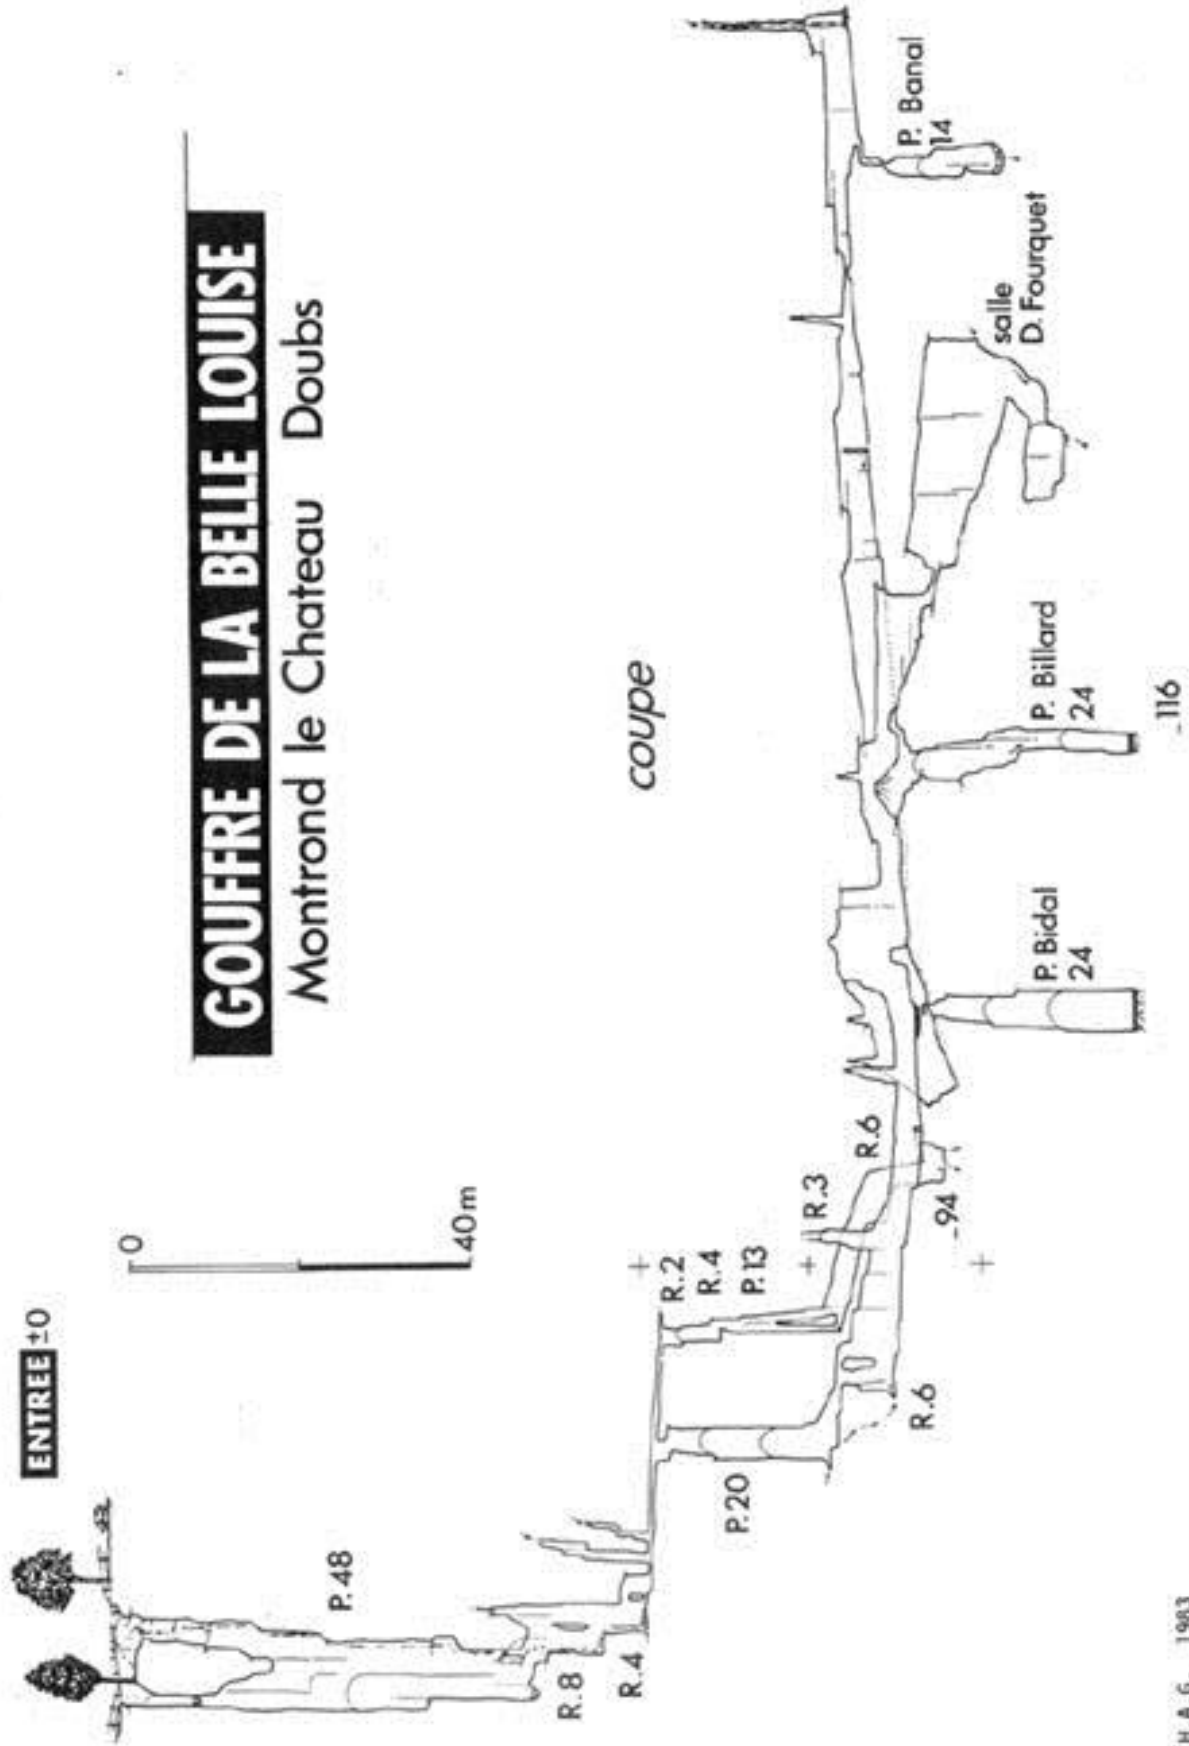 GOUFFRE DE LA BELLE LOUISE
Montrond le Chateau Doubs
ENTREE ±0
0
40m
coupe
P.48
R.8
R.4
P.20
R.2
R.4
P.13
R.3
R.6
R.6
-94
P. Bidal
24
P. Billard
24
-116
salle
D. Fourquet
P. Banal
14
H.A.G. 1983